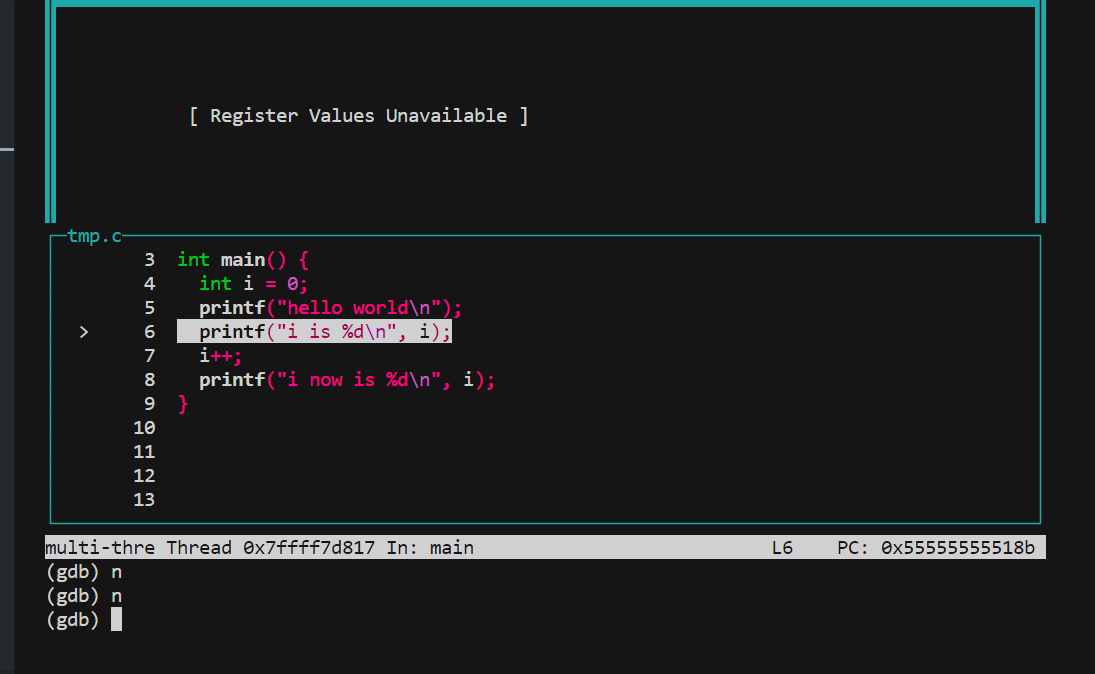 [ Register Values Unavailable ]
tmp.c
3 int main() {
4   int i = 0;
5   printf("hello world\n");
> 6   printf("i is %d\n", i);
7   i++;
8   printf("i now is %d\n", i);
9 }
10
11
12
13
multi-thre Thread 0x7ffff7d817 In: main L6 PC: 0x55555555518b
(gdb) n
(gdb) n
(gdb)